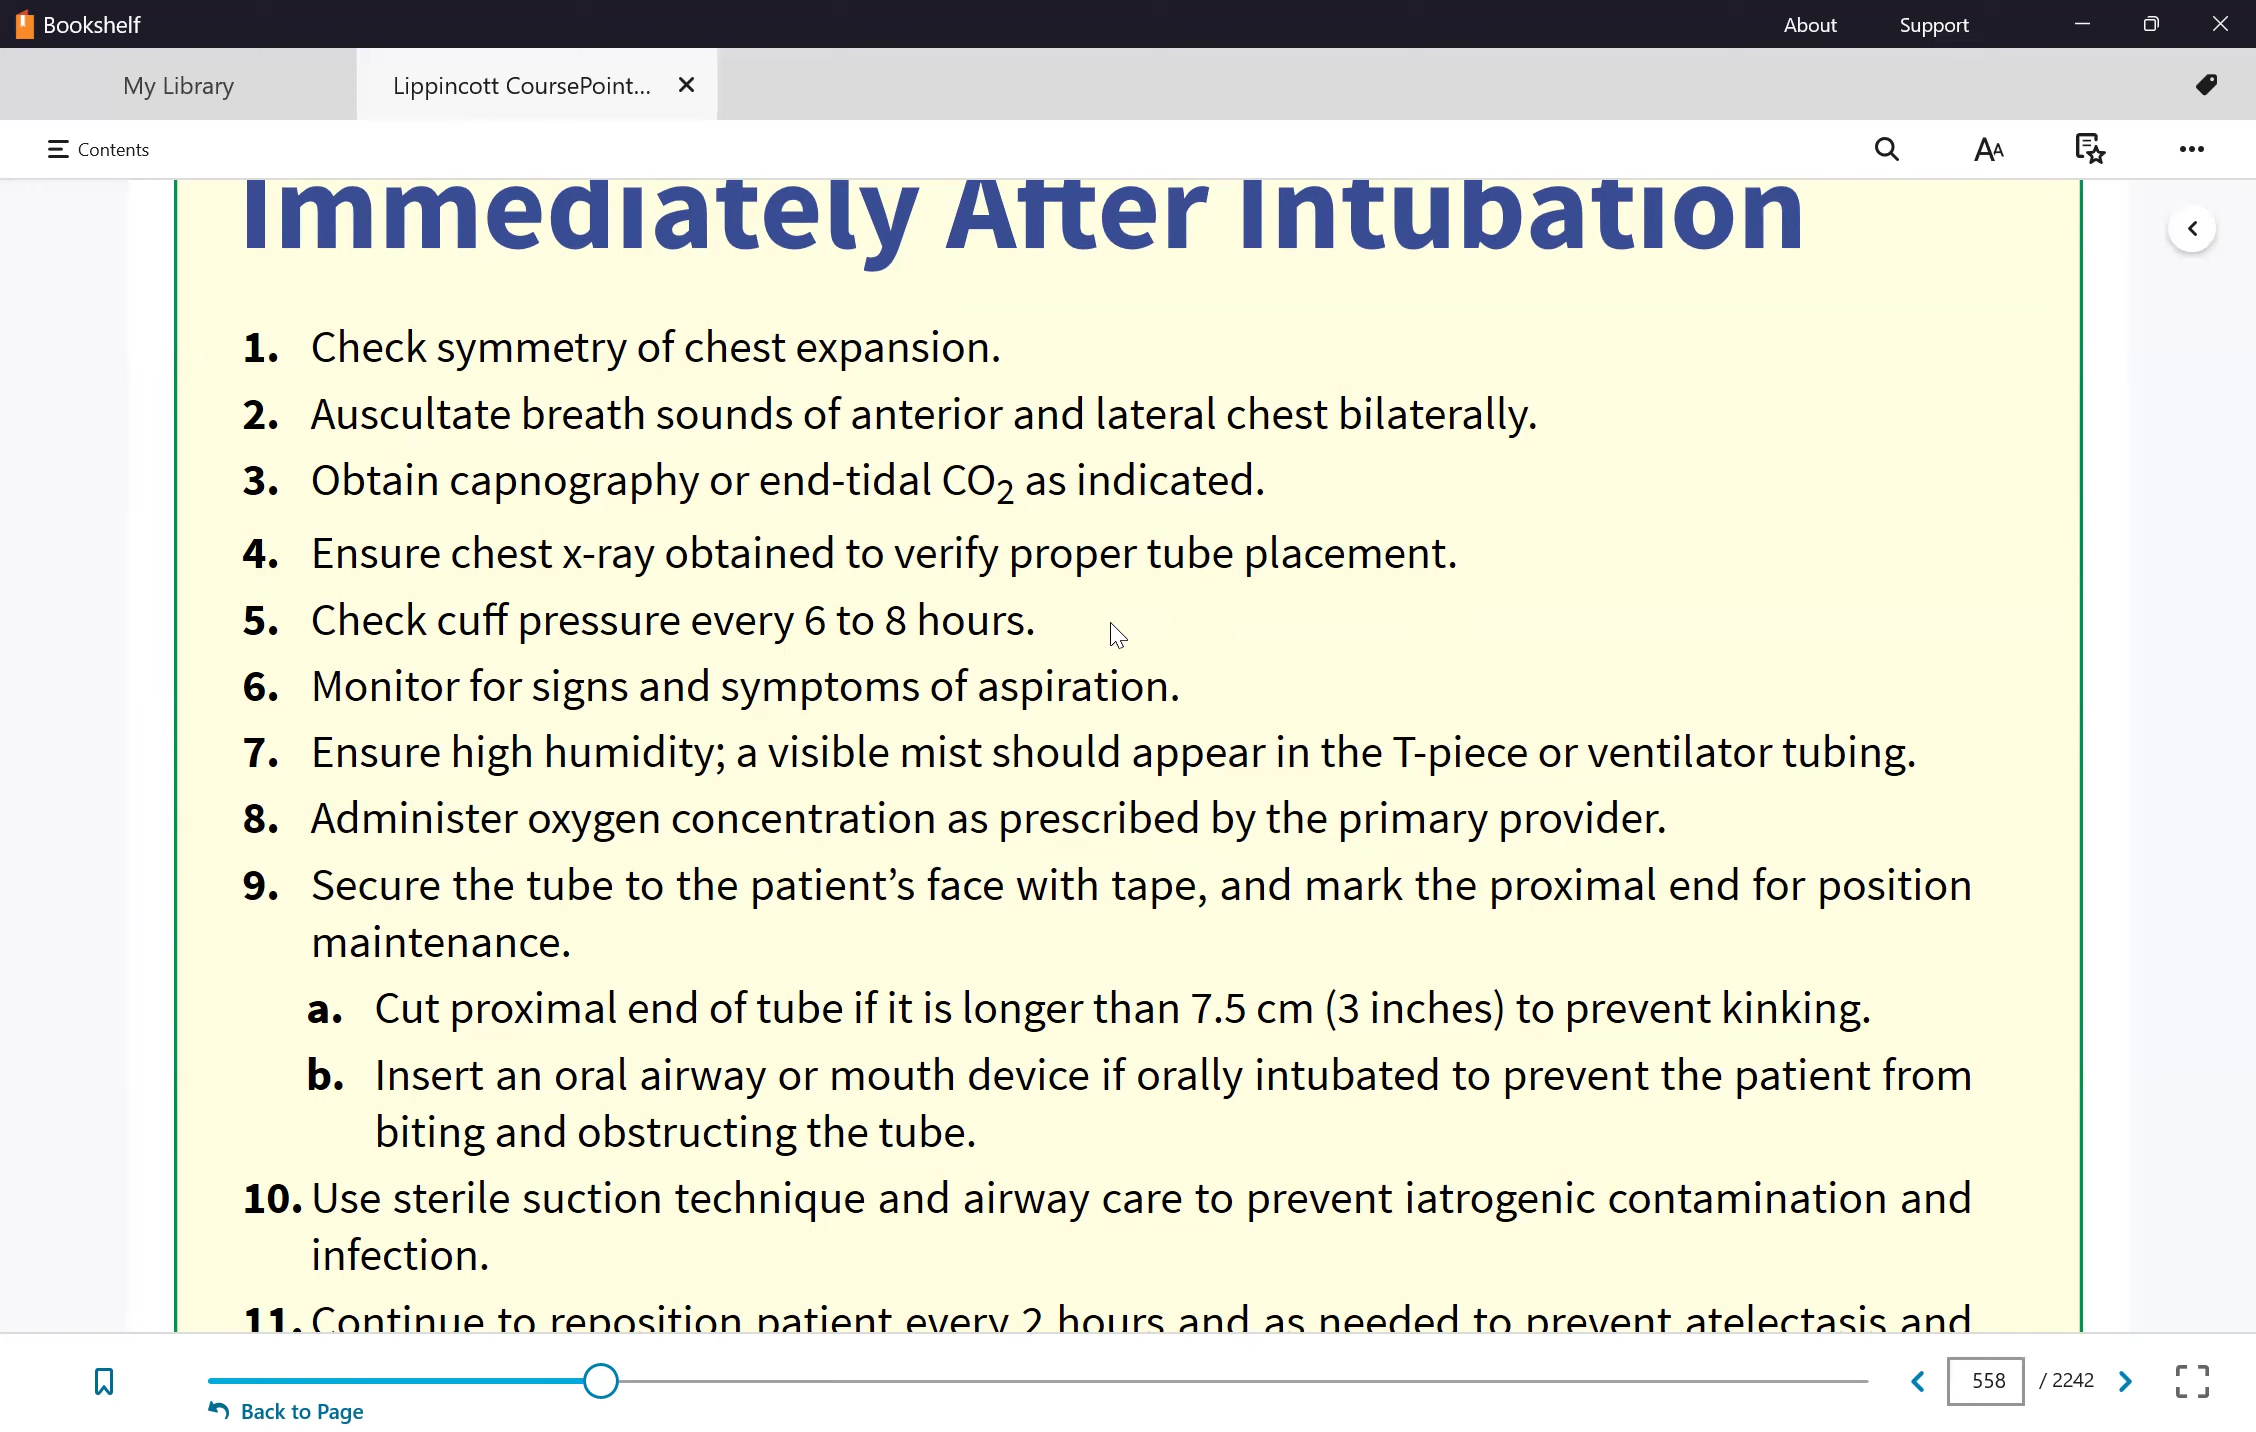 Bookshelf
About
Support
My Library
Lippincott CoursePoint...
Contents
Immediately After Intubation
1. Check symmetry of chest expansion.
2. Auscultate breath sounds of anterior and lateral chest bilaterally.
3. Obtain capnography or end-tidal CO₂ as indicated.
4. Ensure chest x-ray obtained to verify proper tube placement.
5. Check cuff pressure every 6 to 8 hours.
6. Monitor for signs and symptoms of aspiration.
7. Ensure high humidity; a visible mist should appear in the T-piece or ventilator tubing.
8. Administer oxygen concentration as prescribed by the primary provider.
9. Secure the tube to the patient’s face with tape, and mark the proximal end for position
maintenance.
a. Cut proximal end of tube if it is longer than 7.5 cm (3 inches) to prevent kinking.
b. Insert an oral airway or mouth device if orally intubated to prevent the patient from
biting and obstructing the tube.
10. Use sterile suction technique and airway care to prevent iatrogenic contamination and
infection.
11. Continue to reposition patient every 2 hours and as needed to prevent atelectasis and
558 / 2242
Back to Page